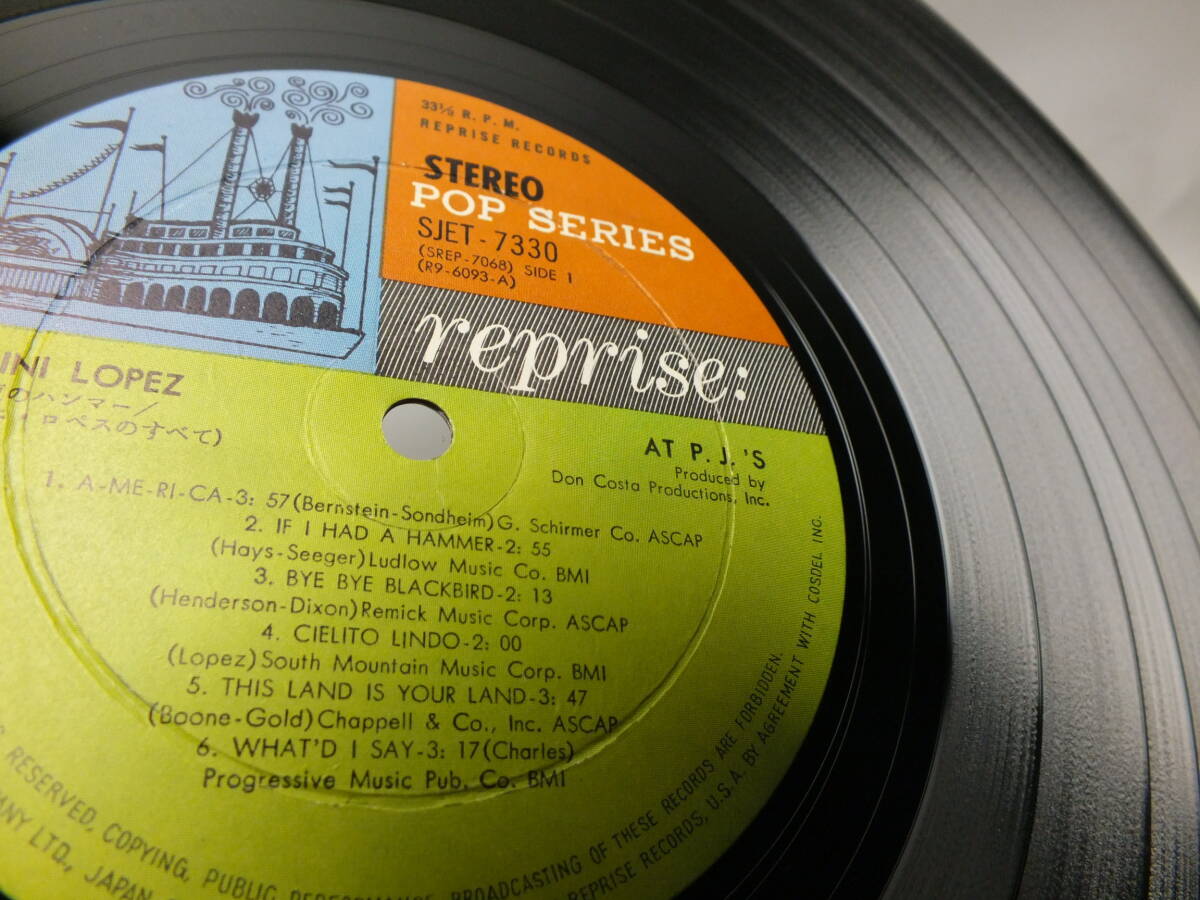 33⅓ R. P. M.
REPRISE RECORDS
STEREO
POP SERIES
SJET-7330
(SREP-7068) SIDE 1
(R9-6093-A)
reprise:
INI LOPEZ
のハンマー/
ィ・ロペスのすべて)
AT P. J. 'S
Produced by
Don Costa Productions, Inc.
1. A-ME-RI-CA-3: 57(Bernstein-Sondheim)G. Schirmer Co. ASCAP
2. IF I HAD A HAMMER-2: 55
(Hays-Seeger)Ludlow Music Co. BMI
3. BYE BYE BLACKBIRD-2: 13
(Henderson-Dixon)Remick Music Corp. ASCAP
4. CIELITO LINDO-2: 00
(Lopez)South Mountain Music Corp. BMI
5. THIS LAND IS YOUR LAND-3: 47
(Boone-Gold)Chappell & Co., Inc. ASCAP
6. WHAT'D I SAY-3: 17(Charles)
Progressive Music Pub. Co. BMI
RESERVED, COPYING, PUBLIC PERFORMANCE, BROADCASTING OF THESE RECORDS ARE FORBIDDEN.
LTD., JAPAN REPRISE RECORDS, U.S.A. BY AGREEMENT WITH COSDEL INC.